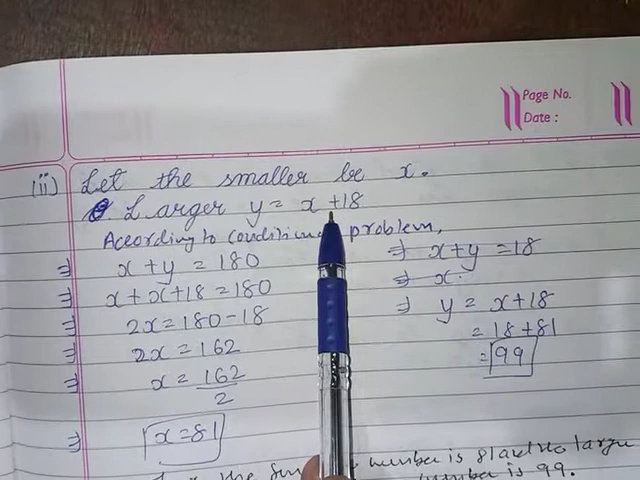 Page No.
Date :
(ii) Let the smaller be x.
Larger y = x +18
According to condition problem,
⇒ x + y = 180
⇒ x + x + 18 = 180
⇒ 2x = 180 - 18
⇒ 2x = 162
⇒ x = 162
2
⇒ x = 81
⇒ x + y = 18
⇒ x
⇒ y = x + 18
= 18 + 81
= 99
the number is 81 and large
number is 99.